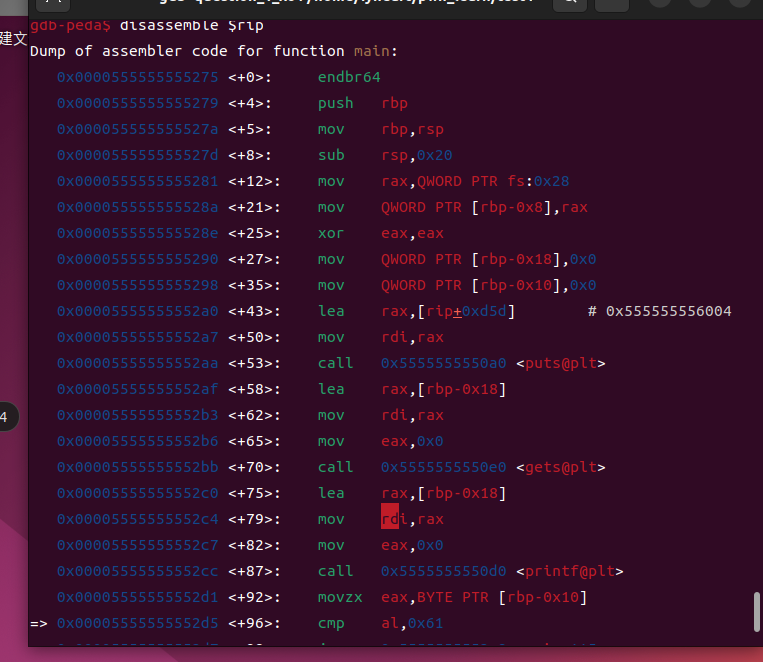 gdb-peda$ disassemble $rip
建文
Dump of assembler code for function main:
0x0000555555555275 <+0>: endbr64
0x0000555555555279 <+4>: push rbp
0x000055555555527a <+5>: mov rbp,rsp
0x000055555555527d <+8>: sub rsp,0x20
0x0000555555555281 <+12>: mov rax,QWORD PTR fs:0x28
0x000055555555528a <+21>: mov QWORD PTR [rbp-0x8],rax
0x000055555555528e <+25>: xor eax,eax
0x0000555555555290 <+27>: mov QWORD PTR [rbp-0x18],0x0
0x0000555555555298 <+35>: mov QWORD PTR [rbp-0x10],0x0
0x00005555555552a0 <+43>: lea rax,[rip+0xd5d] # 0x555555556004
0x00005555555552a7 <+50>: mov rdi,rax
0x00005555555552aa <+53>: call 0x5555555550a0 <puts@plt>
0x00005555555552af <+58>: lea rax,[rbp-0x18]
0x00005555555552b3 <+62>: mov rdi,rax
0x00005555555552b6 <+65>: mov eax,0x0
0x00005555555552bb <+70>: call 0x5555555550e0 <gets@plt>
4
0x00005555555552c0 <+75>: lea rax,[rbp-0x18]
0x00005555555552c4 <+79>: mov rdi,rax
0x00005555555552c7 <+82>: mov eax,0x0
0x00005555555552cc <+87>: call 0x5555555550d0 <printf@plt>
0x00005555555552d1 <+92>: movzx eax,BYTE PTR [rbp-0x10]
=> 0x00005555555552d5 <+96>: cmp al,0x61